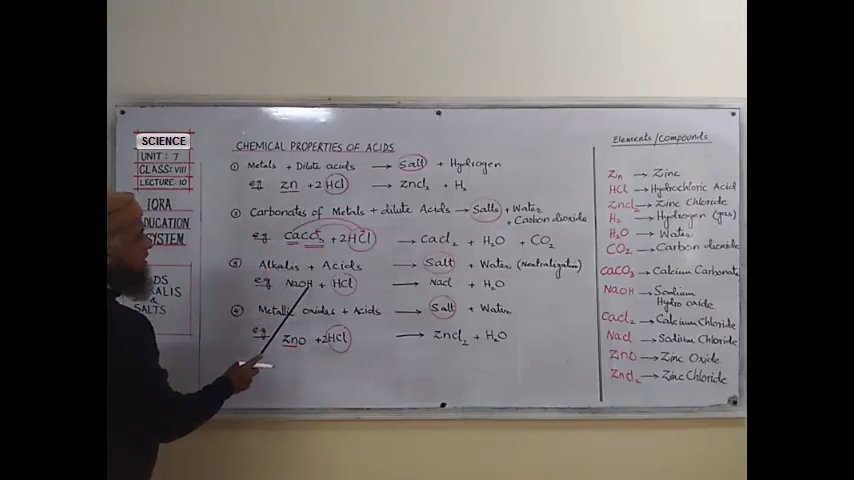 SCIENCE
UNIT: 7
CLASS: VIII
LECTURE: 10
IQRA
DUCATION
SYSTEM
DS
RALIS
&
SALTS
CHEMICAL PROPERTIES OF ACIDS
① Metals + Dilute acids → Salt + Hydrogen
eg Zn + 2HCl → Zncl₂ + H₂
② Carbonates of Metals + dilute Acids → Salts + Water
+ Carbon dioxide
eg. CaCO₃ + 2HCl → Cacl₂ + H₂O + CO₂
③ Alkalis + Acids → Salt + Water (Neutralization)
eg NaOH + HCl → Nacl + H₂O
④ Metallic oxides + Acids → Salt + Water
eg ZnO + 2HCl → Zncl₂ + H₂O
Elements/Compounds
Zn → Zinc
HCl → Hydrochloric Acid
Zncl₂ → Zinc Chloride
H₂ → Hydrogen (gas)
H₂O → Water
CO₂ → Carbon dioxide
CaCO₃ → Calcium Carbonate
NaOH → Sodium
Hydroxide
Cacl₂ → Calcium Chloride
Nacl → Sodium Chloride
ZnO → Zinc Oxide
Zncl₂ → Zinc Chloride